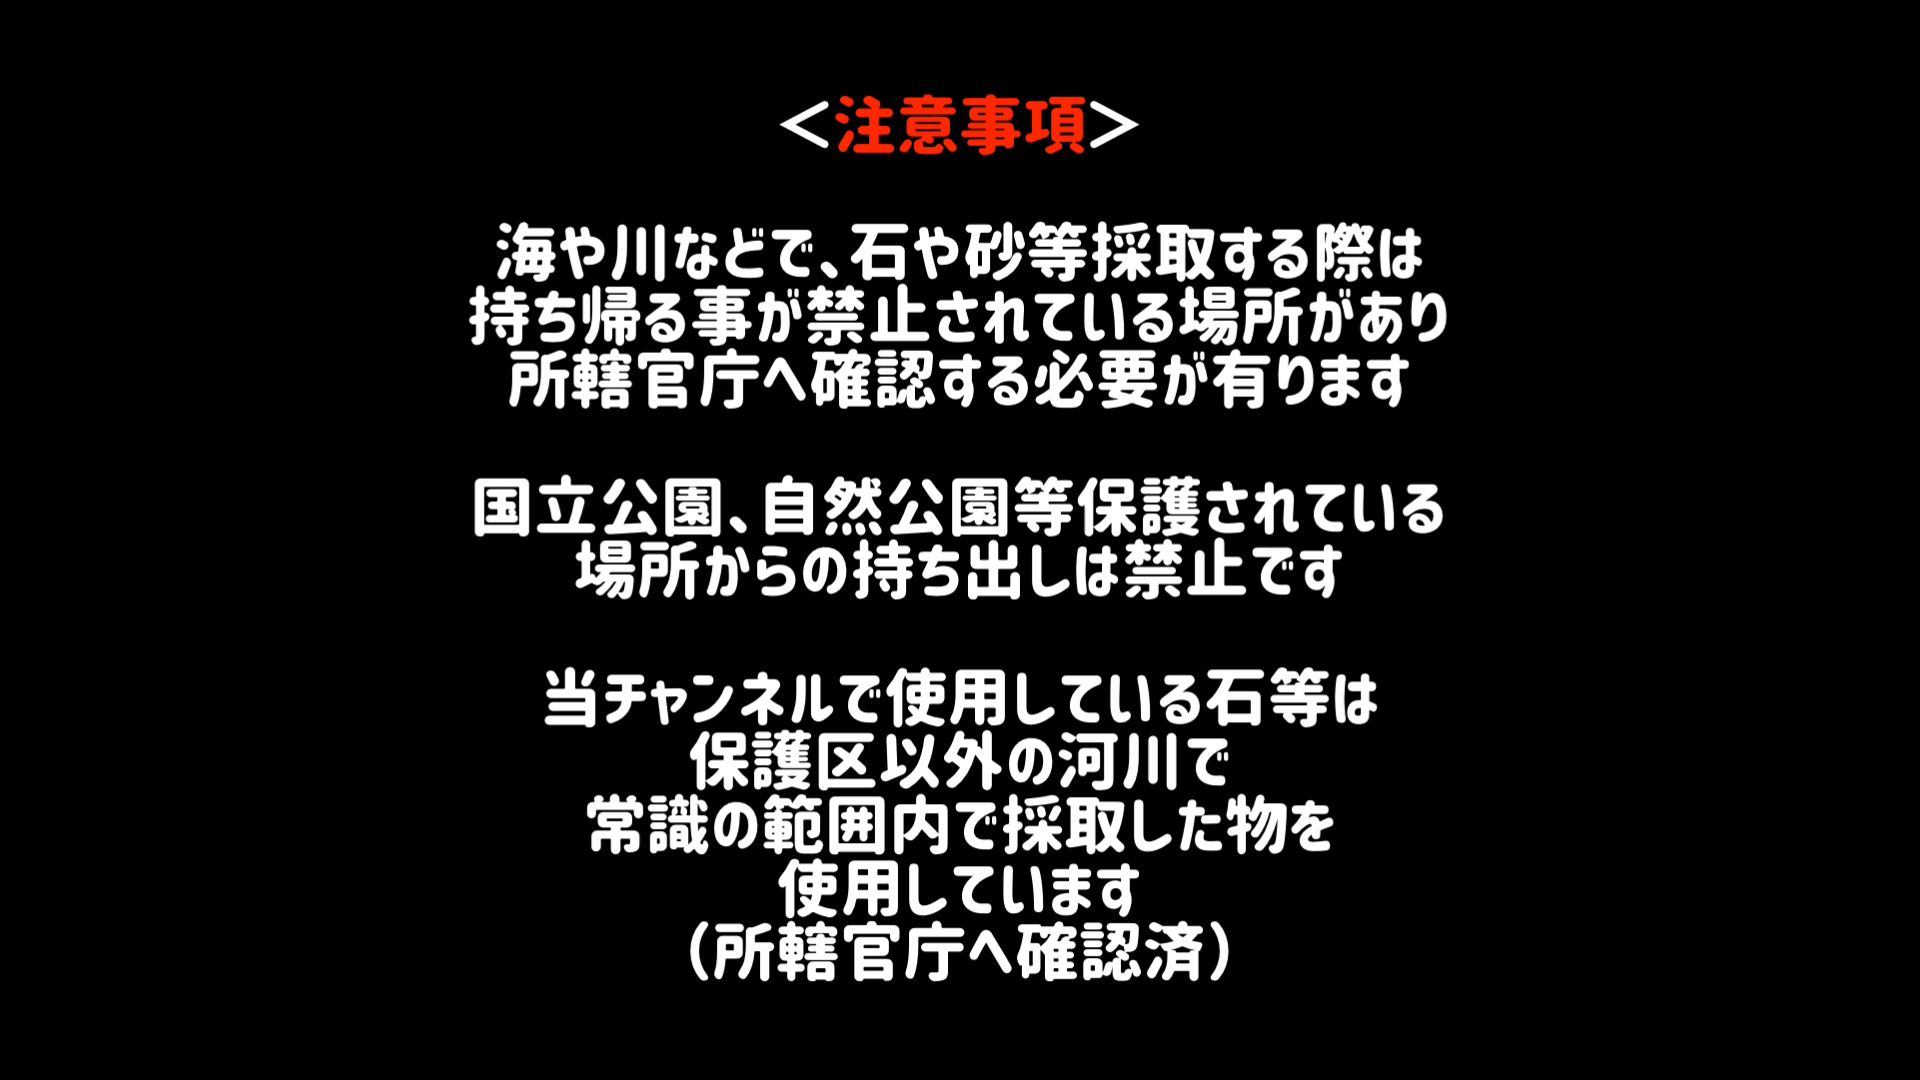 ＜注意事項＞
海や川などで、石や砂等採取する際は
持ち帰る事が禁止されている場所があり
所轄官庁へ確認する必要が有ります
国立公園、自然公園等保護されている
場所からの持ち出しは禁止です
当チャンネルで使用している石等は
保護区以外の河川で
常識の範囲内で採取した物を
使用しています
（所轄官庁へ確認済）